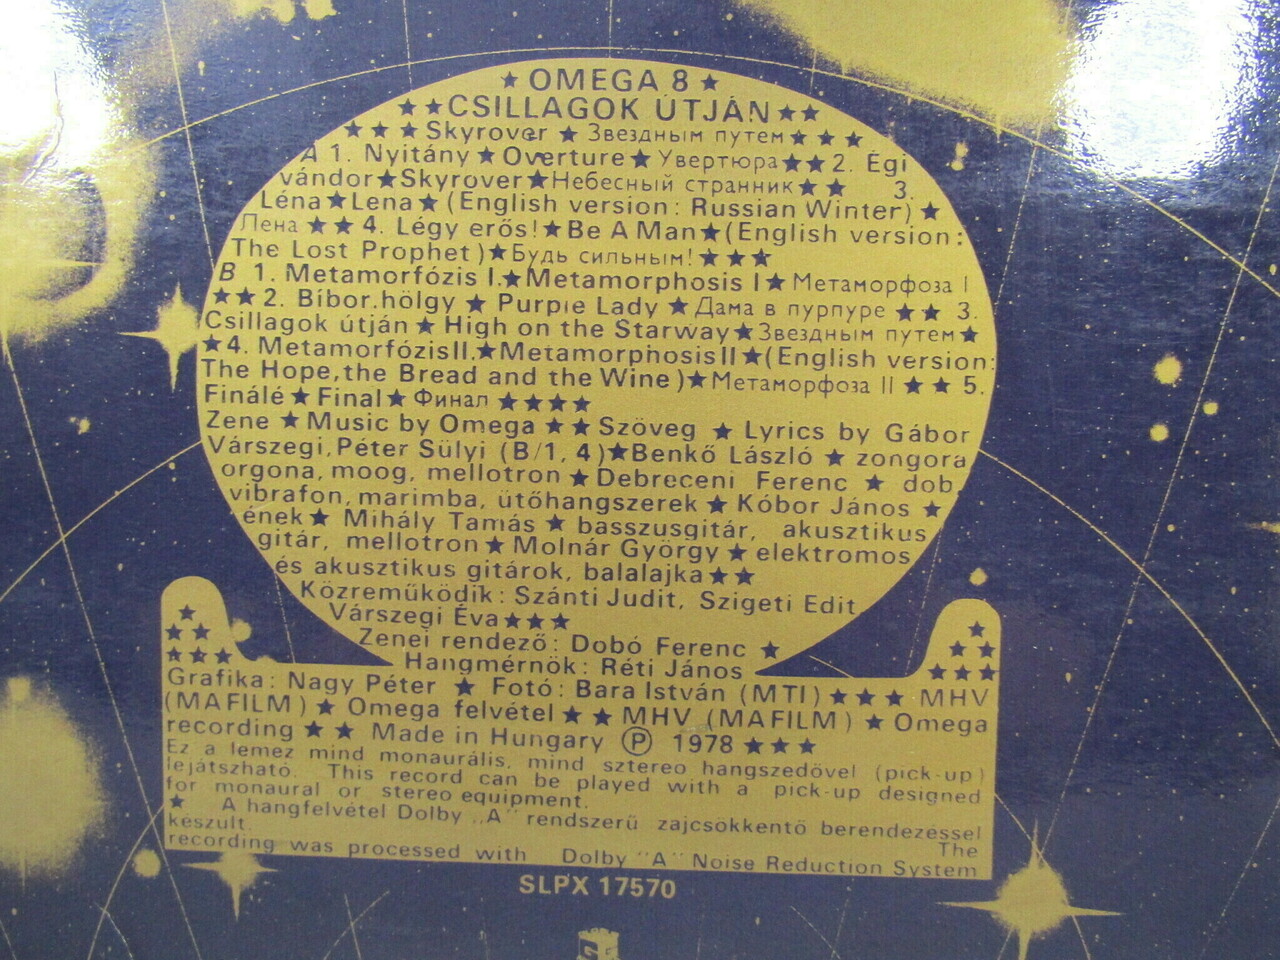 ★ OMEGA 8 ★
★★CSILLAGOK ÚTJÁN★★
★★★Skyrover ★ Звездным путем★★★
A 1. Nyitány★Overture★Увертюра★★2. Égi
vándor★Skyrover★Небесный странник★★ 3.
Léna★Lena★(English version: Russian Winter)★
Лена★★4. Légy erős!★Be A Man★(English version:
The Lost Prophet)★Будь сильным!★★★
B 1. Metamorfózis I.★Metamorphosis I★Метаморфоза I
★★2. Bíbor hölgy ★ Purple Lady ★ Дама в пурпуре ★★ 3.
Csillagok útján★High on the Starway★Звездным путем★
★4. Metamorfózis II.★Metamorphosis II★(English version:
The Hope, the Bread and the Wine)★Метаморфоза II ★★ 5.
Finálé★Final★Финал ★★★★
Zene ★Music by Omega ★★Szöveg ★ Lyrics by Gábor
Várszegi, Péter Sülyi (B/1, 4)★Benkő László ★ zongora,
orgona, moog, mellotron★Debreceni Ferenc ★ dob,
vibrafon, marimba, ütőhangszerek★Kóbor János★
ének★ Mihály Tamás ★ basszusgitár, akusztikus
gitár, mellotron★Molnár György★elektromos
és akusztikus gitárok, balalajka★★
Közreműködik: Szánti Judit, Szigeti Edit
Várszegi Éva★★★
Zenei rendező: Dobó Ferenc ★
Hangmérnök: Réti János
Grafika: Nagy Péter ★ Fotó: Bara István (MTI)★★★ MHV
(MAFILM)★ Omega felvétel★★ MHV (MAFILM)★ Omega
recording★★ Made in Hungary Ⓟ 1978★★★
Ez a lemez mind monaurális, mind sztereo hangszedővel (pick-up)
lejátszható. This record can be played with a pick-up designed
for monaural or stereo equipment.
★ A hangfelvétel Dolby „A" rendszerű zajcsökkentő berendezéssel
készült. The
recording was processed with Dolby "A" Noise Reduction System
SLPX 17570